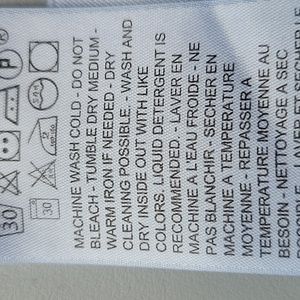 30
30
P
MACHINE WASH COLD - DO NOT
BLEACH - TUMBLE DRY MEDIUM -
WARM IRON IF NEEDED - DRY
CLEANING POSSIBLE. - WASH AND
DRY INSIDE OUT WITH LIKE
COLORS. LIQUID DETERGENT IS
RECOMMENDED. - LAVER EN
MACHINE A L'EAU FROIDE - NE
PAS BLANCHIR - SÉCHER EN
MACHINE A TEMPÉRATURE
MOYENNE - REPASSER A
TEMPERATURE MOYENNE AU
BESOIN - NETTOYAGE A SEC